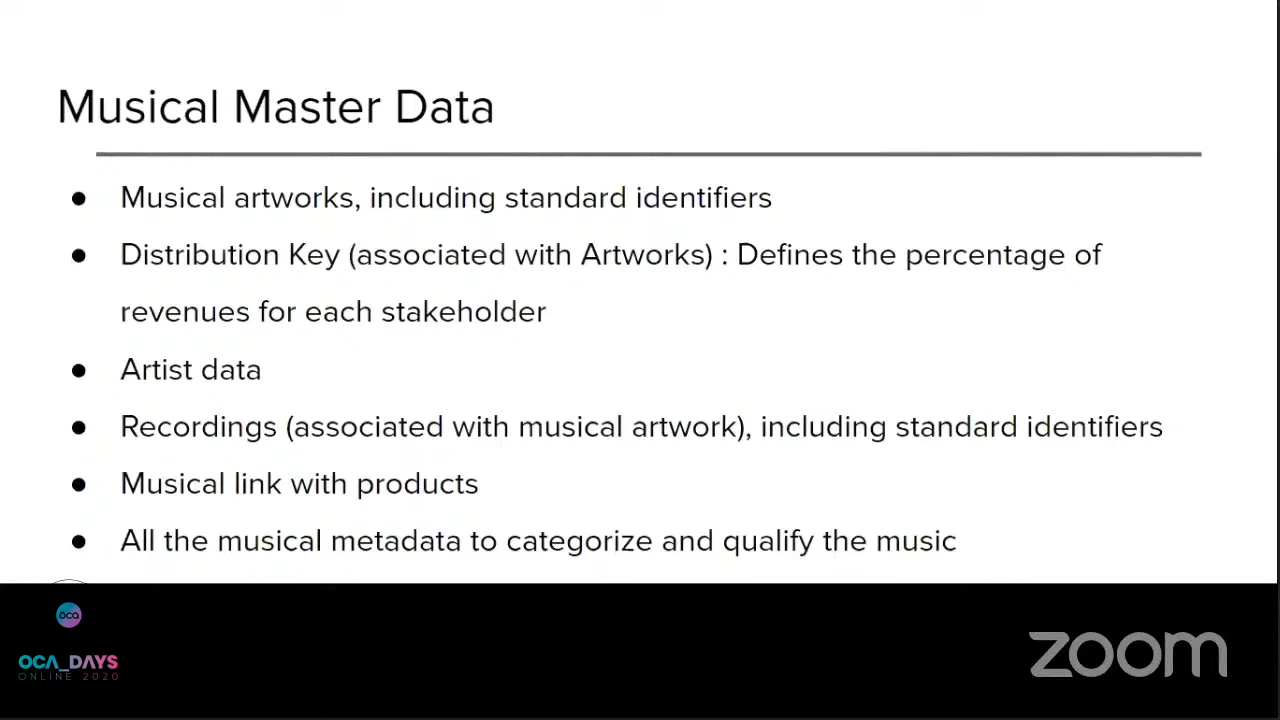 Musical Master Data
● Musical artworks, including standard identifiers
● Distribution Key (associated with Artworks) : Defines the percentage of
revenues for each stakeholder
● Artist data
● Recordings (associated with musical artwork), including standard identifiers
● Musical link with products
● All the musical metadata to categorize and qualify the music
oca
OCA_DAYS
ONLINE 2020
zoom